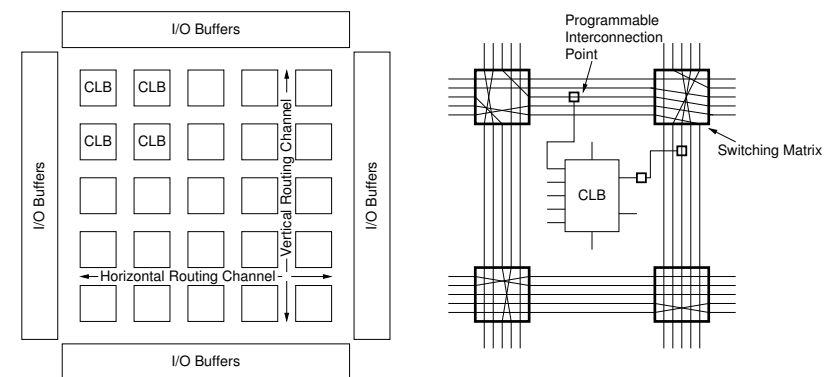 I/O Buffers
I/O Buffers
CLB CLB
CLB CLB
Vertical Routing Channel
Horizontal Routing Channel
I/O Buffers
I/O Buffers
Programmable
Interconnection
Point
Switching Matrix
CLB